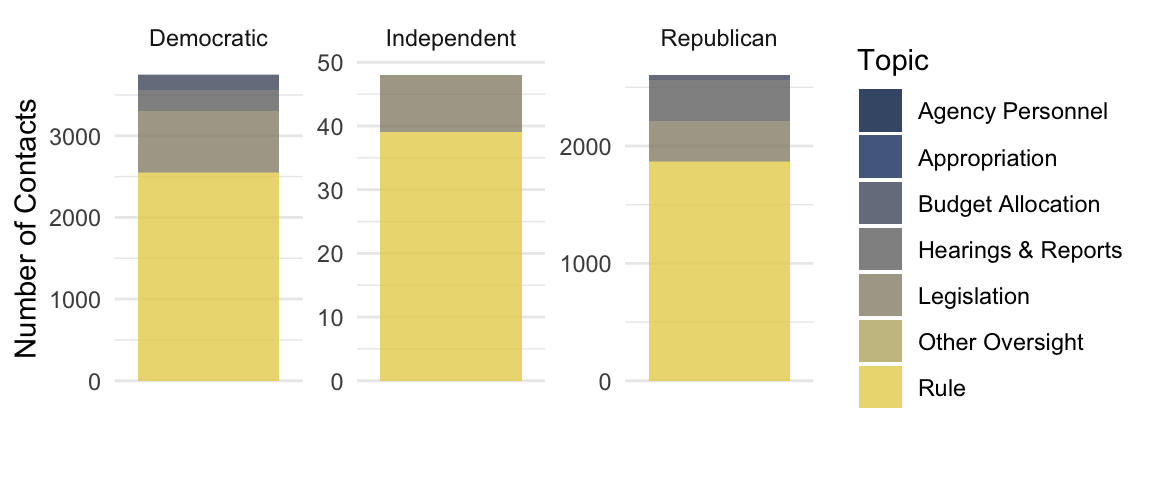 Democratic
Independent
Republican
Number of Contacts
3000
2000
1000
0
50
40
30
20
10
0
2000
1000
0
Topic
Agency Personnel
Appropriation
Budget Allocation
Hearings & Reports
Legislation
Other Oversight
Rule